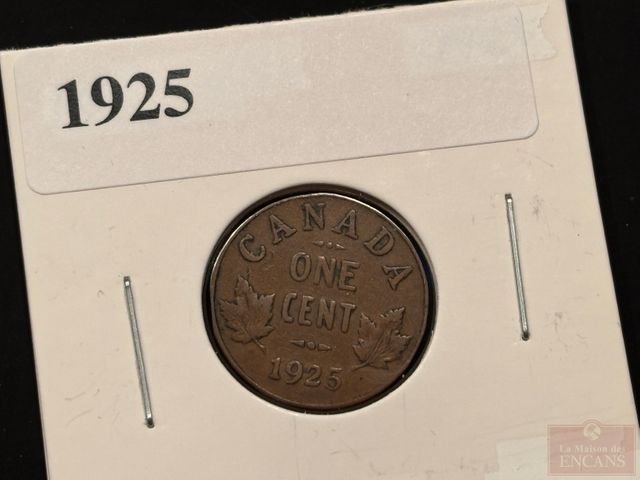 1925
CANADA
ONE
CENT
1925
La Maison des
ENCANS